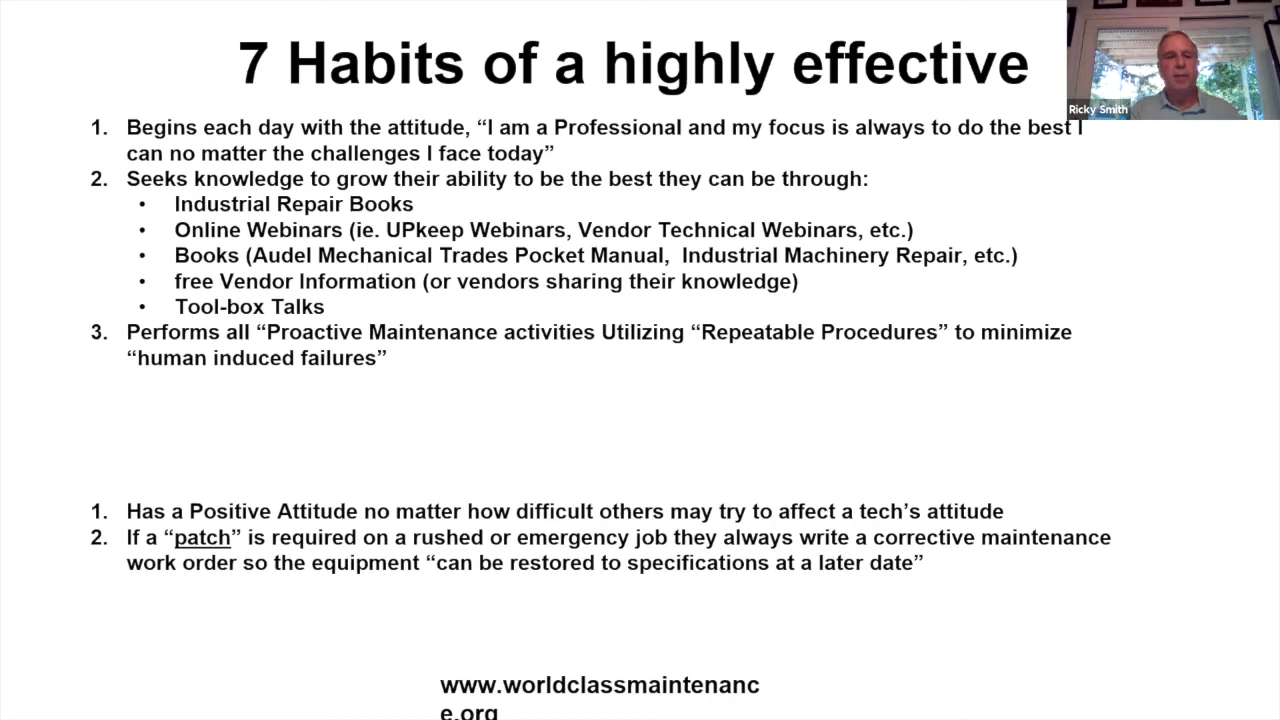 7 Habits of a highly effective
Ricky Smith
1. Begins each day with the attitude, “I am a Professional and my focus is always to do the best I
can no matter the challenges I face today”
2. Seeks knowledge to grow their ability to be the best they can be through:
• Industrial Repair Books
• Online Webinars (ie. UPkeep Webinars, Vendor Technical Webinars, etc.)
• Books (Audel Mechanical Trades Pocket Manual, Industrial Machinery Repair, etc.)
• free Vendor Information (or vendors sharing their knowledge)
• Tool-box Talks
3. Performs all “Proactive Maintenance activities Utilizing “Repeatable Procedures” to minimize
“human induced failures”
1. Has a Positive Attitude no matter how difficult others may try to affect a tech’s attitude
2. If a “patch” is required on a rushed or emergency job they always write a corrective maintenance
work order so the equipment “can be restored to specifications at a later date”
www.worldclassmaintenanc
e.org